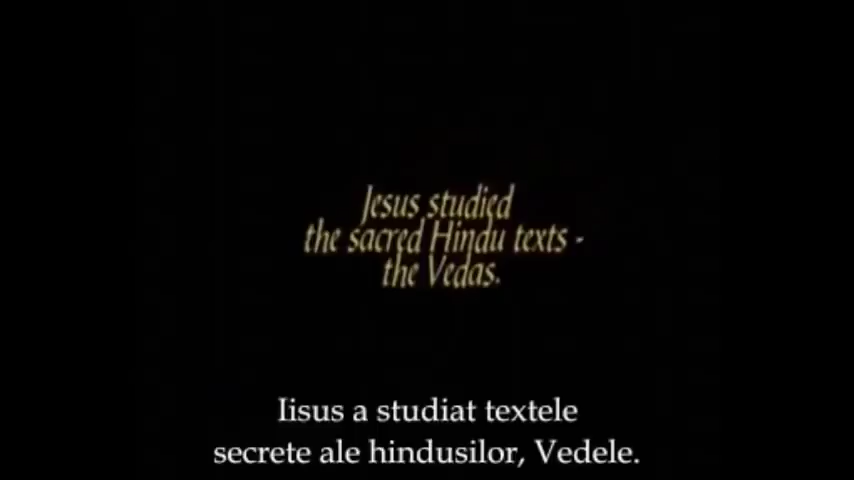 Jesus studied
the sacred Hindu texts -
the Vedas.
Iisus a studiat textele
secrete ale hindusilor, Vedele.